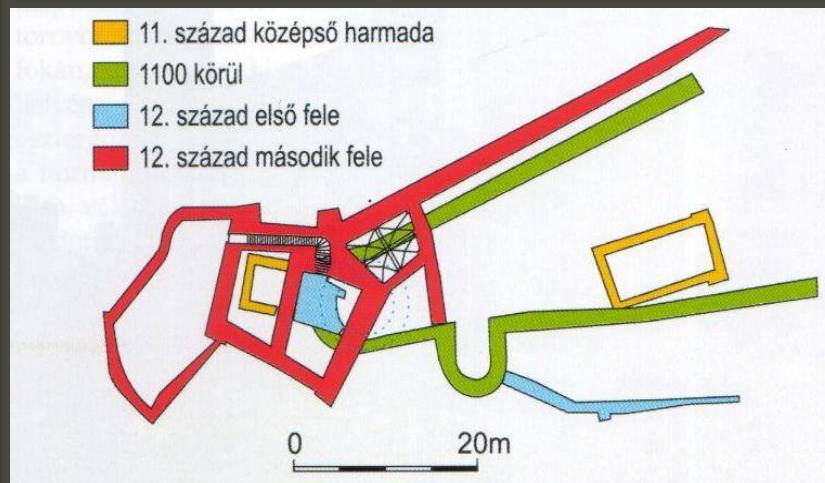 11. század középső harmada
1100 körül
12. század első fele
12. század második fele
0 20m